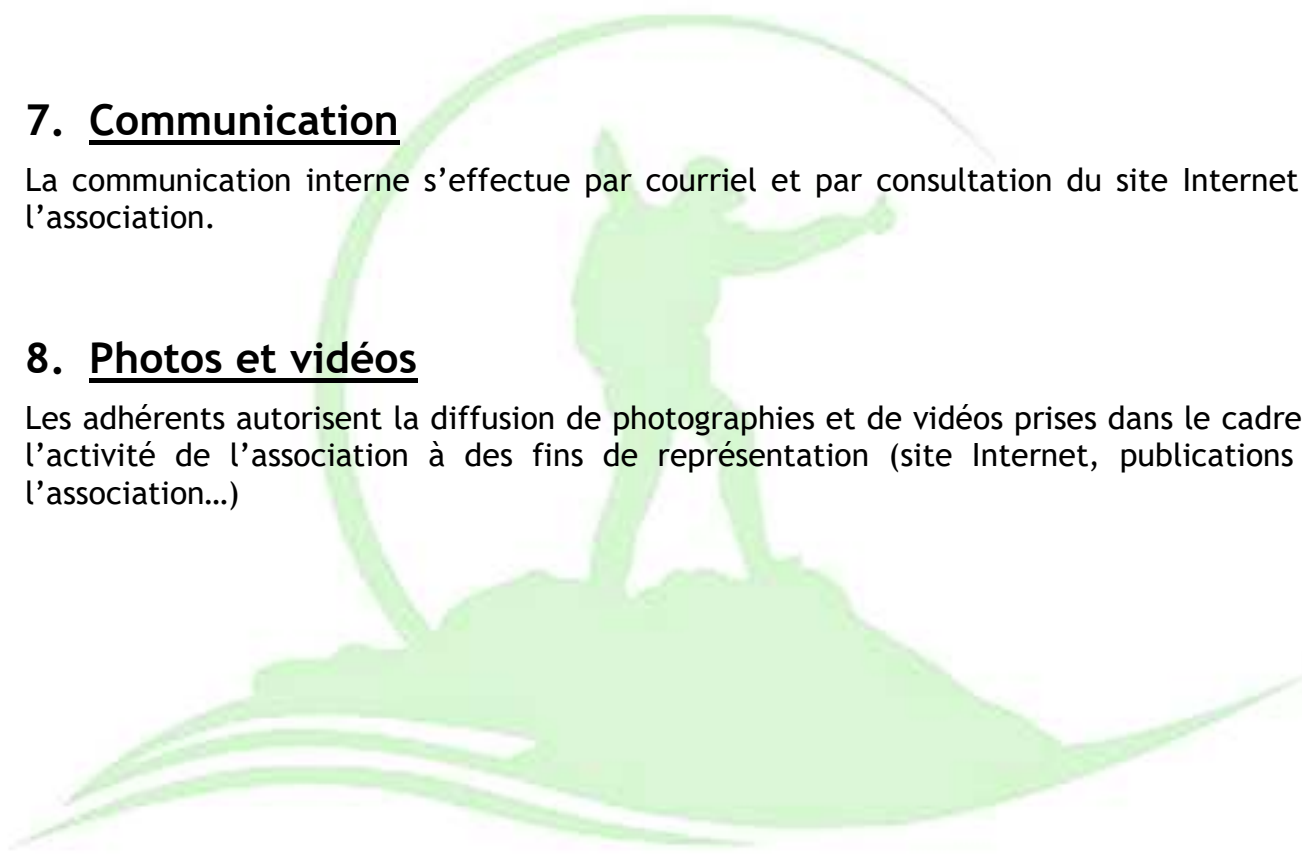 7. Communication
La communication interne s’effectue par courriel et par consultation du site Internet
l’association.
8. Photos et vidéos
Les adhérents autorisent la diffusion de photographies et de vidéos prises dans le cadre
l’activité de l’association à des fins de représentation (site Internet, publications
l’association…)